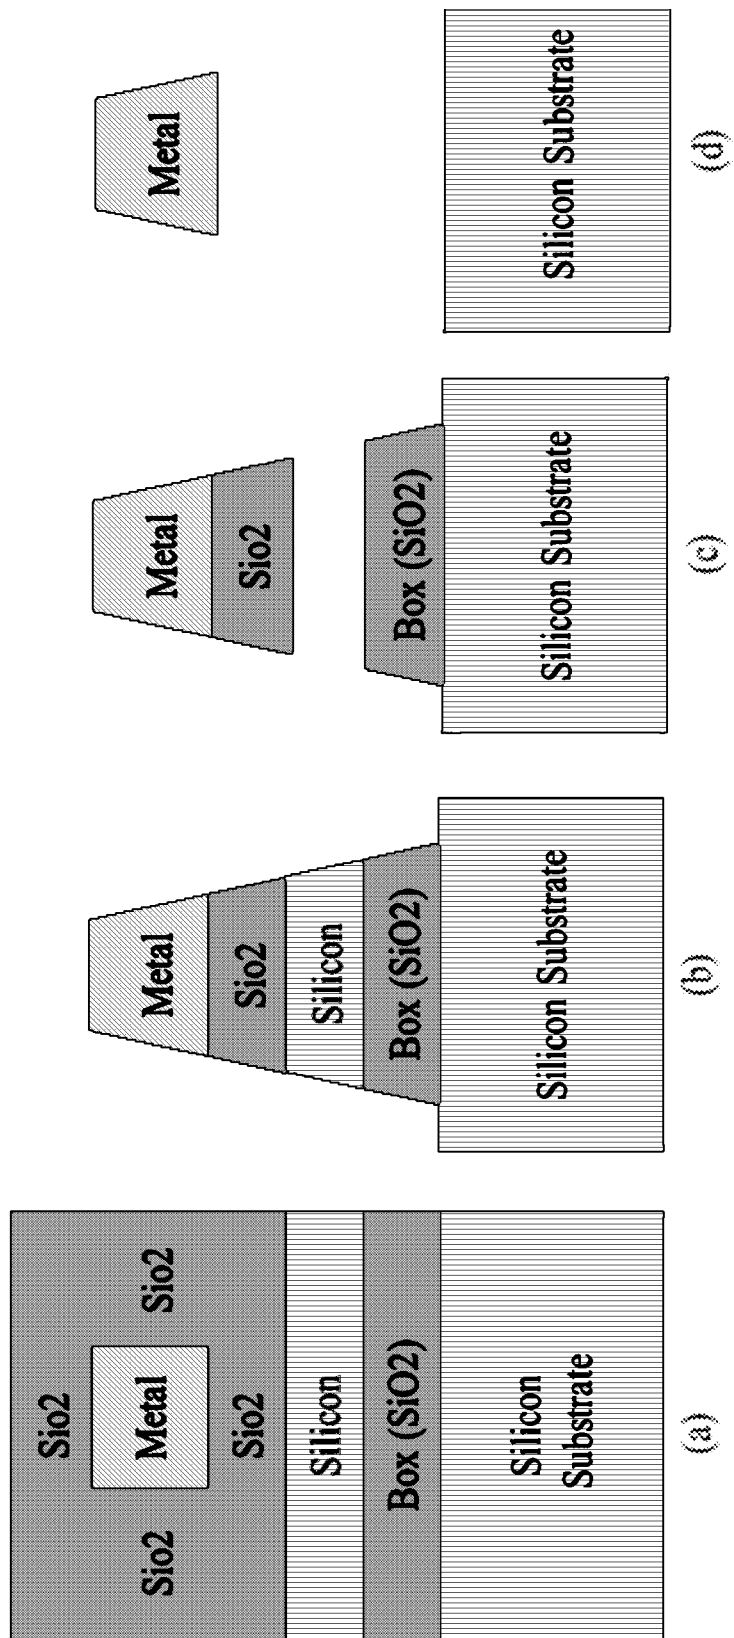 Sio2
Sio2
Metal
Sio2
Sio2
Silicon
Box (SiO2)
Silicon
Substrate
(a)
Metal
Sio2
Silicon
Box (SiO2)
Silicon Substrate
(b)
Metal
Sio2
Box (SiO2)
Silicon Substrate
(c)
Metal
Silicon Substrate
(d)